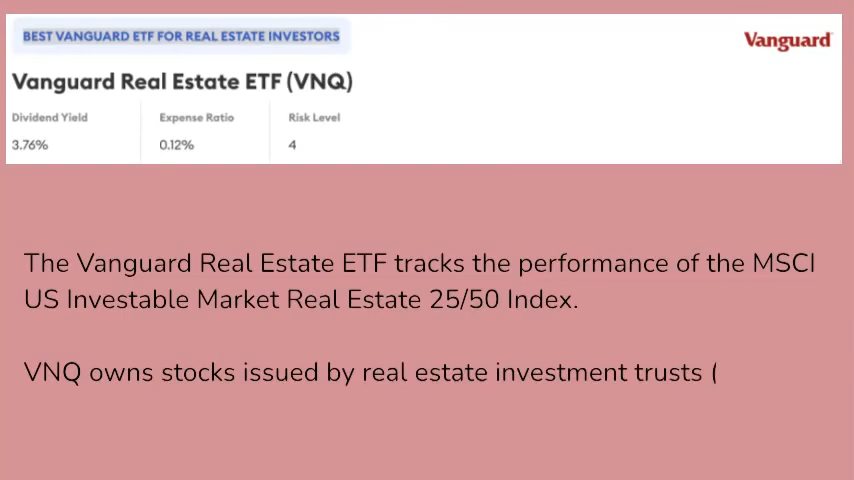 BEST VANGUARD ETF FOR REAL ESTATE INVESTORS
Vanguard
Vanguard Real Estate ETF (VNQ)
Dividend Yield Expense Ratio Risk Level
3.76% 0.12% 4
The Vanguard Real Estate ETF tracks the performance of the MSCI
US Investable Market Real Estate 25/50 Index.
VNQ owns stocks issued by real estate investment trusts (